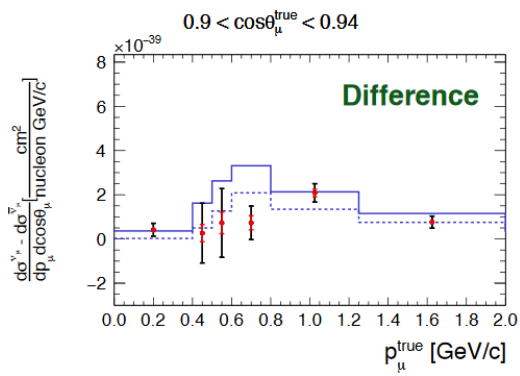 0.9 < cosθ_μ^true < 0.94
×10^−39
Difference
dσ^ν_μ - dσ^ν̄_μ / dp_μ dcosθ_μ [cm² / nucleon GeV/c]
8
6
4
2
0
−2
0.0 0.2 0.4 0.6 0.8 1.0 1.2 1.4 1.6 1.8 2.0
p_μ^true [GeV/c]